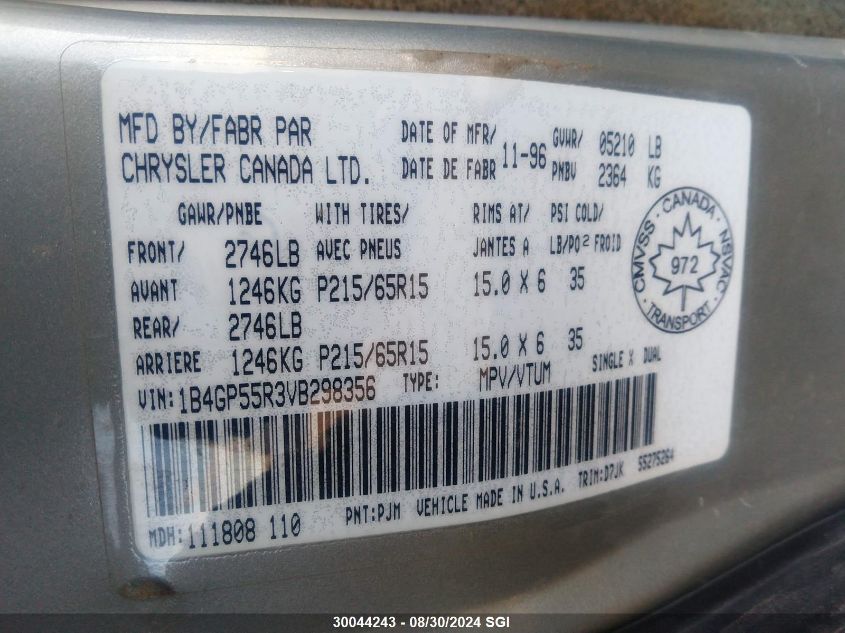 MFD BY/FABR PAR DATE OF MFR/ 11-96 GVWR/ 05210 LB
CHRYSLER CANADA LTD. DATE DE FABR PNBV 2364 KG
GAWR/PNBE WITH TIRES/ RIMS AT/ PSI COLD/
FRONT/ 2746LB AVEC PNEUS JANTES A LB/PO² FROID
AVANT 1246KG P215/65R15 15.0 X 6 35
REAR/ 2746LB
ARRIERE 1246KG P215/65R15 15.0 X 6 35 SINGLE X DUAL
VIN:1B4GP55R3VB298356 TYPE: MPV/VTUM
CMVSS · CANADA · NSVAC
972
TRANSPORT
MDH:111808 110 PNT:PJM VEHICLE MADE IN U.S.A. TRIM:D7JK 55275264
30044243 - 08/30/2024 SGI